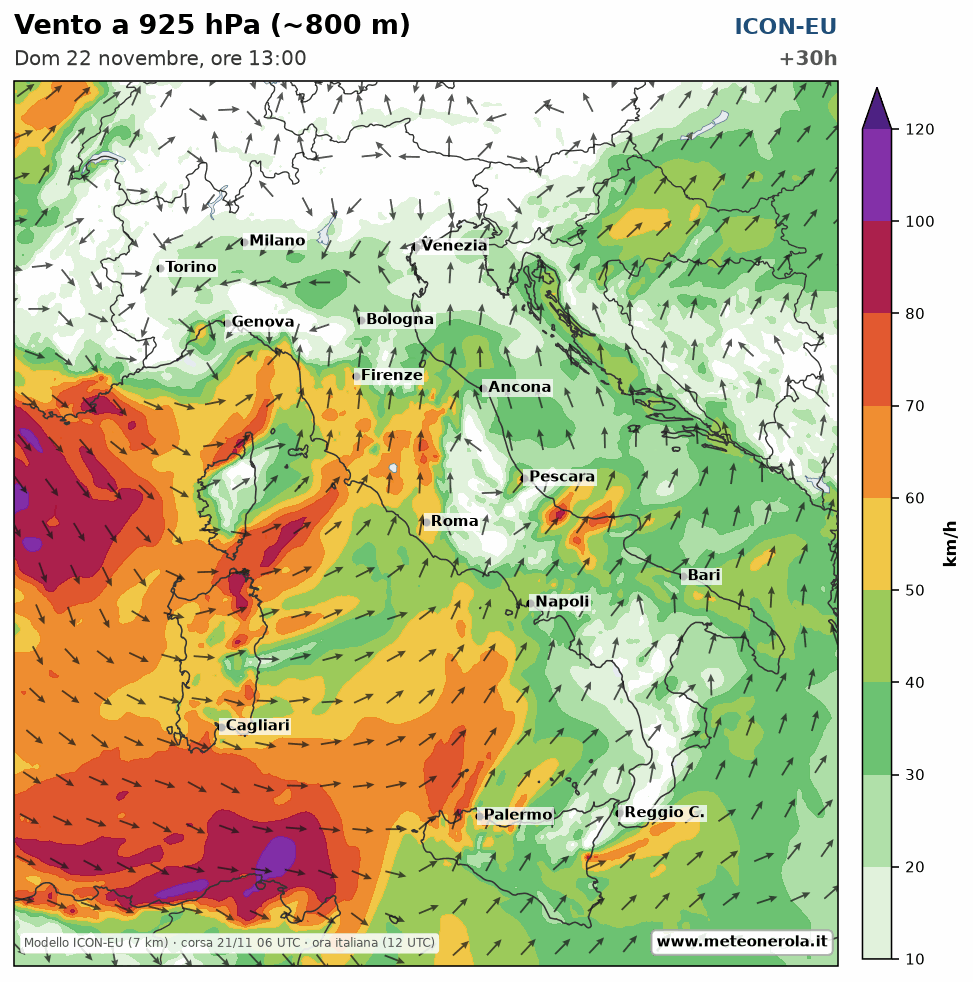 Vento a 925 hPa (~800 m)
ICON-EU
Dom 22 novembre, ore 13:00
+30h
Milano
Venezia
Torino
Genova
Bologna
Firenze
Ancona
Pescara
Roma
Bari
Napoli
Cagliari
Palermo
Reggio C.
120
100
80
70
60
50
40
30
20
10
km/h
Modello ICON-EU (7 km) · corsa 21/11 06 UTC · ora italiana (12 UTC)
www.meteonerola.it